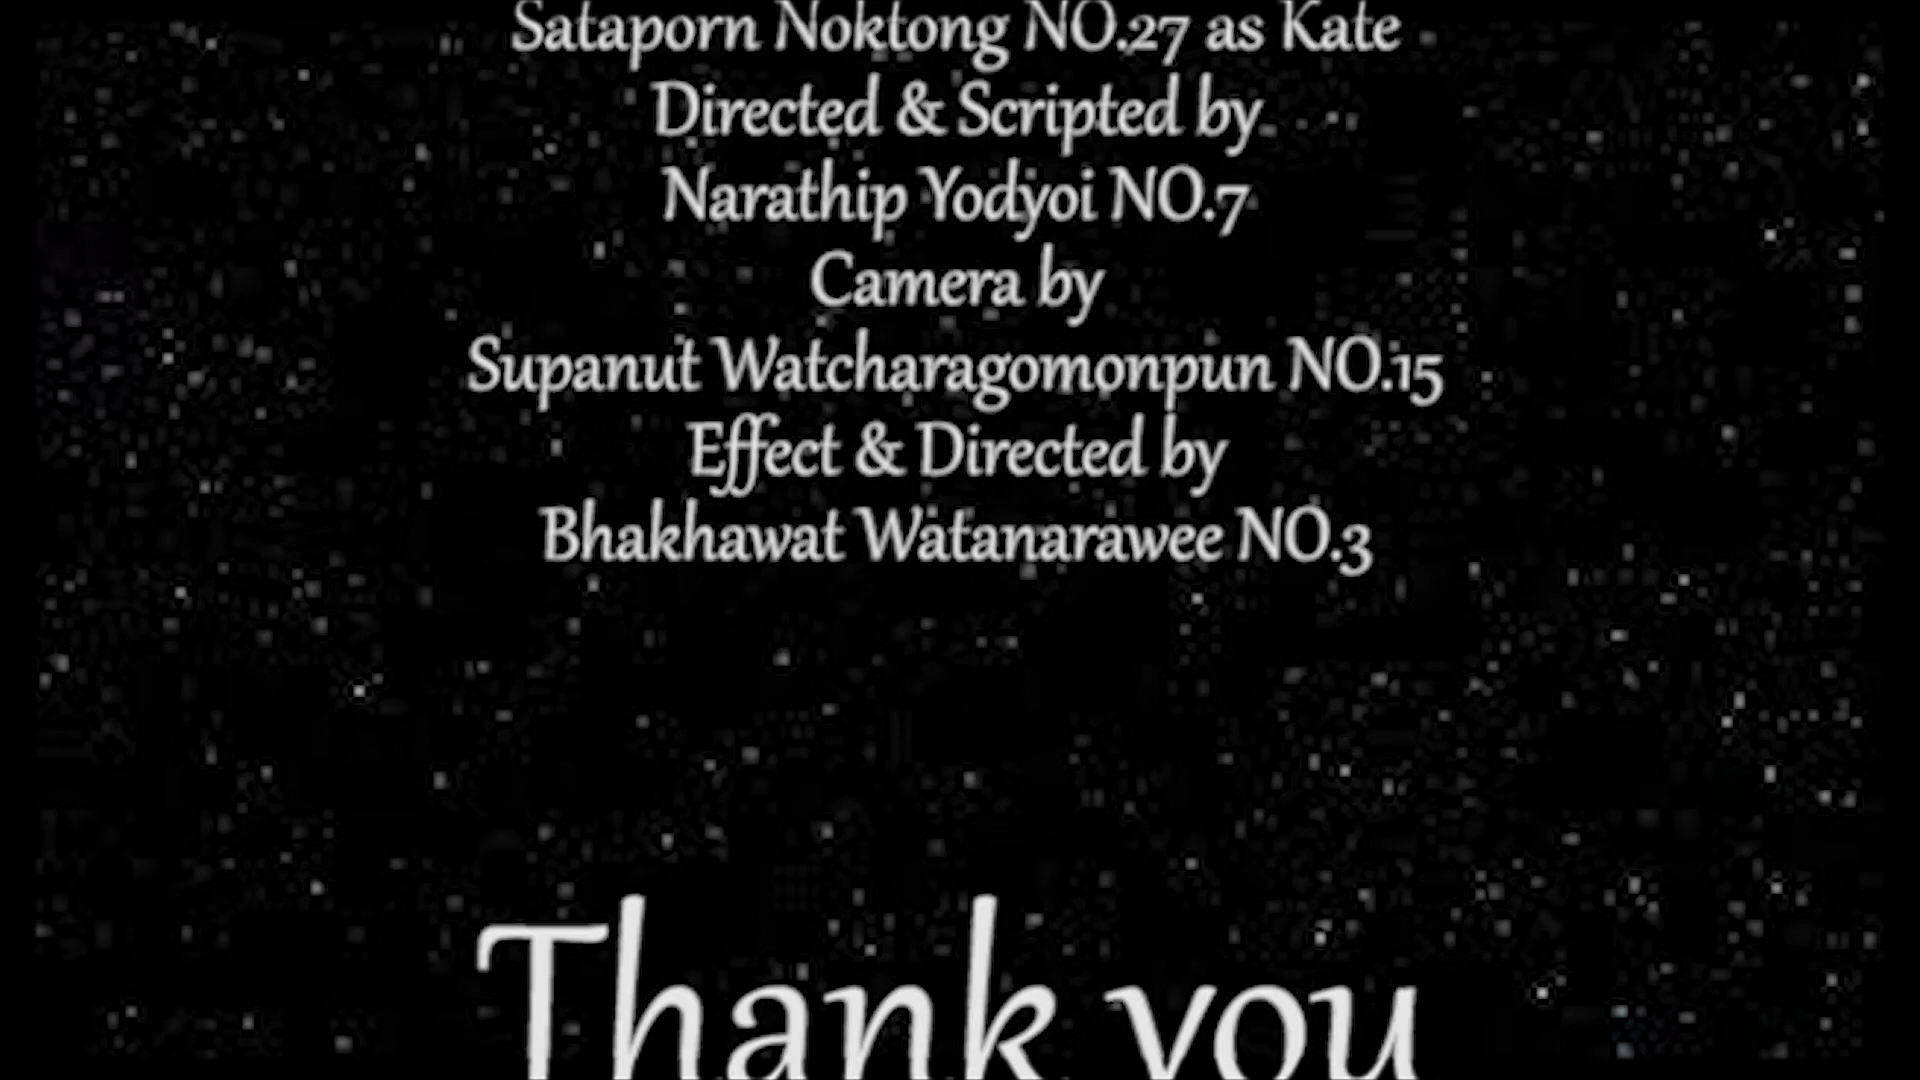 Sataporn Noktong NO.27 as Kate
Directed & Scripted by
Narathip Yodyoi NO.7
Camera by
Supanut Watcharagomonpun NO.15
Effect & Directed by
Bhakhawat Watanarawee NO.3
Thank you